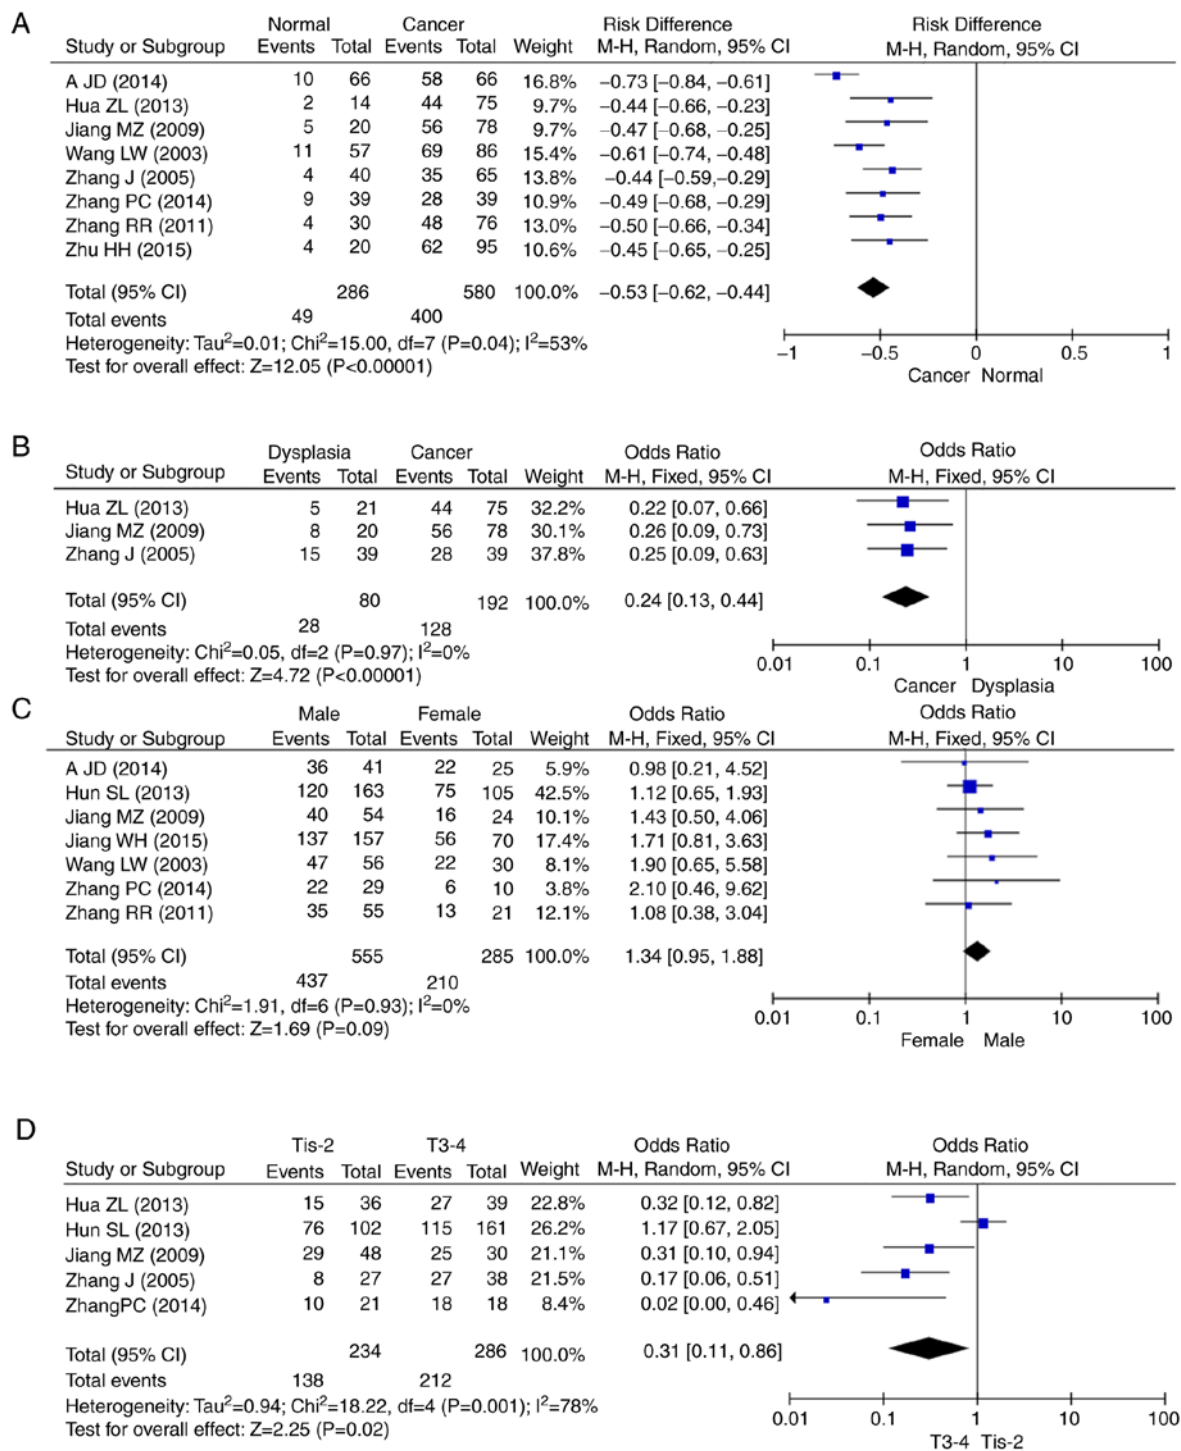 A
Normal Cancer Risk Difference Risk Difference
Study or Subgroup Events Total Events Total Weight M-H, Random, 95% CI M-H, Random, 95% CI
A JD (2014) 10 66 58 66 16.8% −0.73 [−0.84, −0.61]
Hua ZL (2013) 2 14 44 75 9.7% −0.44 [−0.66, −0.23]
Jiang MZ (2009) 5 20 56 78 9.7% −0.47 [−0.68, −0.25]
Wang LW (2003) 11 57 69 86 15.4% −0.61 [−0.74, −0.48]
Zhang J (2005) 4 40 35 65 13.8% −0.44 [−0.59,−0.29]
Zhang PC (2014) 9 39 28 39 10.9% −0.49 [−0.68, −0.29]
Zhang RR (2011) 4 30 48 76 13.0% −0.50 [−0.66, −0.34]
Zhu HH (2015) 4 20 62 95 10.6% −0.45 [−0.65, −0.25]
Total (95% CI) 286 580 100.0% −0.53 [−0.62, −0.44]
Total events 49 400
Heterogeneity: Tau²=0.01; Chi²=15.00, df=7 (P=0.04); I²=53%
Test for overall effect: Z=12.05 (P<0.00001)
−1 −0.5 0 0.5 1
Cancer Normal
B
Dysplasia Cancer Odds Ratio Odds Ratio
Study or Subgroup Events Total Events Total Weight M-H, Fixed, 95% CI M-H, Fixed, 95% CI
Hua ZL (2013) 5 21 44 75 32.2% 0.22 [0.07, 0.66]
Jiang MZ (2009) 8 20 56 78 30.1% 0.26 [0.09, 0.73]
Zhang J (2005) 15 39 28 39 37.8% 0.25 [0.09, 0.63]
Total (95% CI) 80 192 100.0% 0.24 [0.13, 0.44]
Total events 28 128
Heterogeneity: Chi²=0.05, df=2 (P=0.97); I²=0%
Test for overall effect: Z=4.72 (P<0.00001)
0.01 0.1 1 10 100
Cancer Dysplasia
C
Male Female Odds Ratio Odds Ratio
Study or Subgroup Events Total Events Total Weight M-H, Fixed, 95% CI M-H, Fixed, 95% CI
A JD (2014) 36 41 22 25 5.9% 0.98 [0.21, 4.52]
Hun SL (2013) 120 163 75 105 42.5% 1.12 [0.65, 1.93]
Jiang MZ (2009) 40 54 16 24 10.1% 1.43 [0.50, 4.06]
Jiang WH (2015) 137 157 56 70 17.4% 1.71 [0.81, 3.63]
Wang LW (2003) 47 56 22 30 8.1% 1.90 [0.65, 5.58]
Zhang PC (2014) 22 29 6 10 3.8% 2.10 [0.46, 9.62]
Zhang RR (2011) 35 55 13 21 12.1% 1.08 [0.38, 3.04]
Total (95% CI) 555 285 100.0% 1.34 [0.95, 1.88]
Total events 437 210
Heterogeneity: Chi²=1.91, df=6 (P=0.93); I²=0%
Test for overall effect: Z=1.69 (P=0.09)
0.01 0.1 1 10 100
Female Male
D
Tis-2 T3-4 Odds Ratio Odds Ratio
Study or Subgroup Events Total Events Total Weight M-H, Random, 95% CI M-H, Random, 95% CI
Hua ZL (2013) 15 36 27 39 22.8% 0.32 [0.12, 0.82]
Hun SL (2013) 76 102 115 161 26.2% 1.17 [0.67, 2.05]
Jiang MZ (2009) 29 48 25 30 21.1% 0.31 [0.10, 0.94]
Zhang J (2005) 8 27 27 38 21.5% 0.17 [0.06, 0.51]
ZhangPC (2014) 10 21 18 18 8.4% 0.02 [0.00, 0.46]
Total (95% CI) 234 286 100.0% 0.31 [0.11, 0.86]
Total events 138 212
Heterogeneity: Tau²=0.94; Chi²=18.22, df=4 (P=0.001); I²=78%
Test for overall effect: Z=2.25 (P=0.02)
0.01 0.1 1 10 100
T3-4 Tis-2